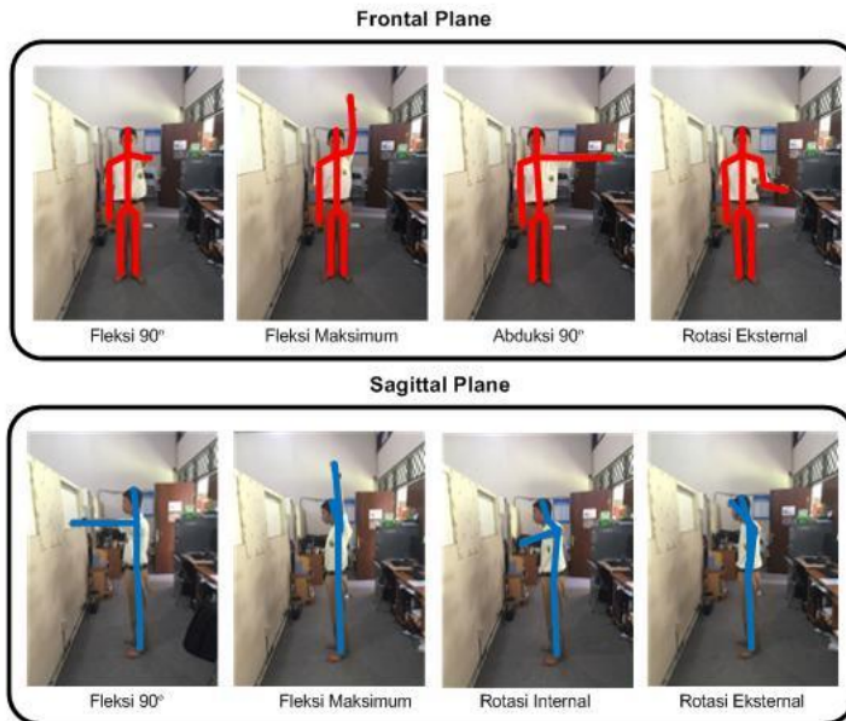 Frontal Plane
Fleksi 90°
Fleksi Maksimum
Abduksi 90°
Rotasi Eksternal
Sagittal Plane
Fleksi 90°
Fleksi Maksimum
Rotasi Internal
Rotasi Eksternal